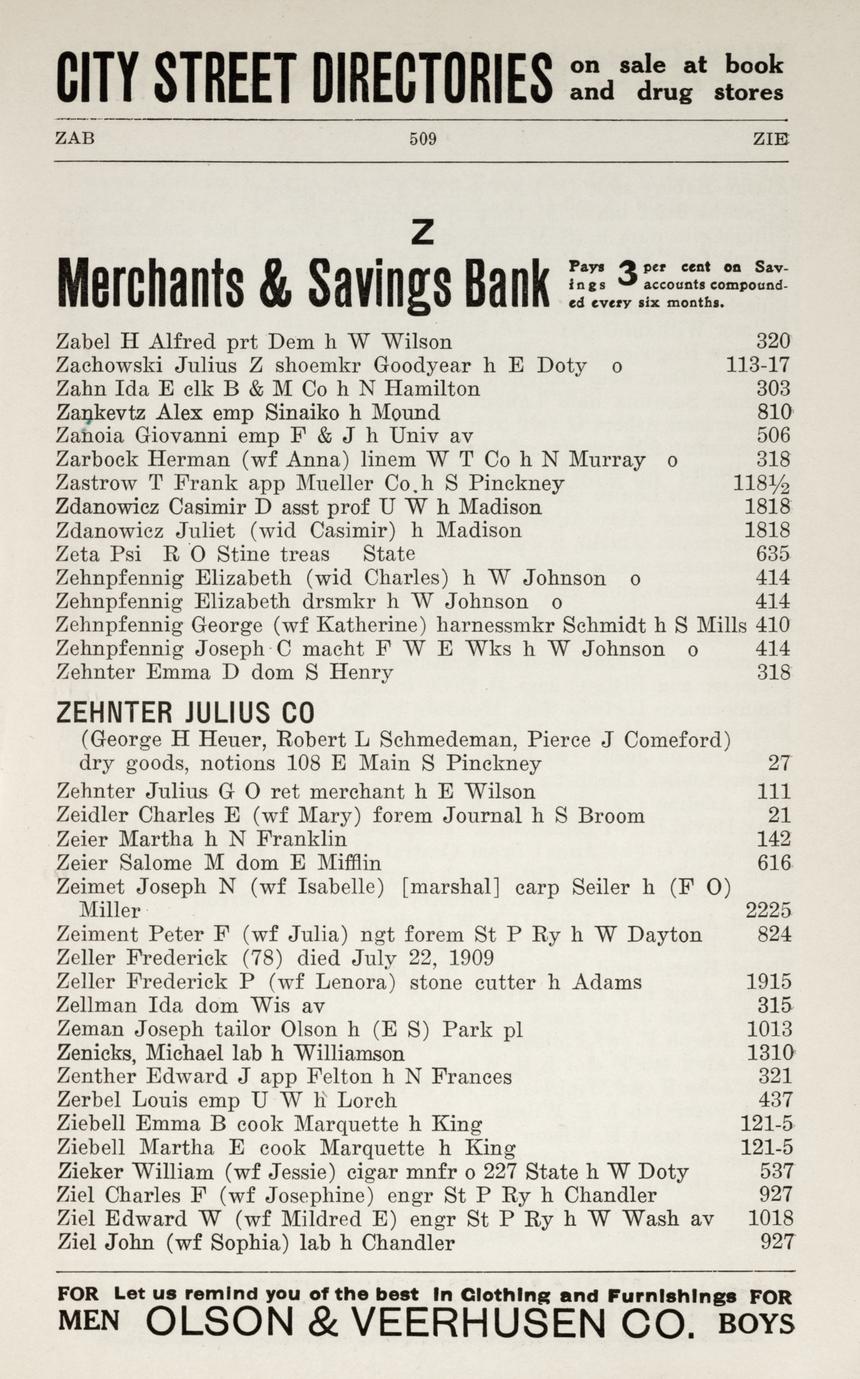 CITY STREET DIRECTORIES on sale at book
and drug stores
ZAB 509 ZIE
Z
Merchants & Savings Bank Pays 3 per cent on Sav-
ings accounts compound-
ed every six months.
Zabel H Alfred prt Dem h W Wilson 320
Zachowski Julius Z shoemkr Goodyear h E Doty o 113-17
Zahn Ida E clk B & M Co h N Hamilton 303
Zankevtz Alex emp Sinaiko h Mound 810
Zanoia Giovanni emp F & J h Univ av 506
Zarbock Herman (wf Anna) linem W T Co h N Murray o 318
Zastrow T Frank app Mueller Co.h S Pinckney 118½
Zdanowicz Casimir D asst prof U W h Madison 1818
Zdanowicz Juliet (wid Casimir) h Madison 1818
Zeta Psi R O Stine treas State 635
Zehnpfennig Elizabeth (wid Charles) h W Johnson o 414
Zehnpfennig Elizabeth drsmkr h W Johnson o 414
Zehnpfennig George (wf Katherine) harnessmkr Schmidt h S Mills 410
Zehnpfennig Joseph C macht F W E Wks h W Johnson o 414
Zehnter Emma D dom S Henry 318
ZEHNTER JULIUS CO
(George H Heuer, Robert L Schmedeman, Pierce J Comeford)
dry goods, notions 108 E Main S Pinckney 27
Zehnter Julius G O ret merchant h E Wilson 111
Zeidler Charles E (wf Mary) forem Journal h S Broom 21
Zeier Martha h N Franklin 142
Zeier Salome M dom E Mifflin 616
Zeimet Joseph N (wf Isabelle) [marshal] carp Seiler h (F O)
Miller 2225
Zeiment Peter F (wf Julia) ngt forem St P Ry h W Dayton 824
Zeller Frederick (78) died July 22, 1909
Zeller Frederick P (wf Lenora) stone cutter h Adams 1915
Zellman Ida dom Wis av 315
Zeman Joseph tailor Olson h (E S) Park pl 1013
Zenicks, Michael lab h Williamson 1310
Zenther Edward J app Felton h N Frances 321
Zerbel Louis emp U W h Lorch 437
Ziebell Emma B cook Marquette h King 121-5
Ziebell Martha E cook Marquette h King 121-5
Zieker William (wf Jessie) cigar mnfr o 227 State h W Doty 537
Ziel Charles F (wf Josephine) engr St P Ry h Chandler 927
Ziel Edward W (wf Mildred E) engr St P Ry h W Wash av 1018
Ziel John (wf Sophia) lab h Chandler 927
FOR Let us remind you of the best In Clothing and Furnishings FOR
MEN OLSON & VEERHUSEN CO. BOYS